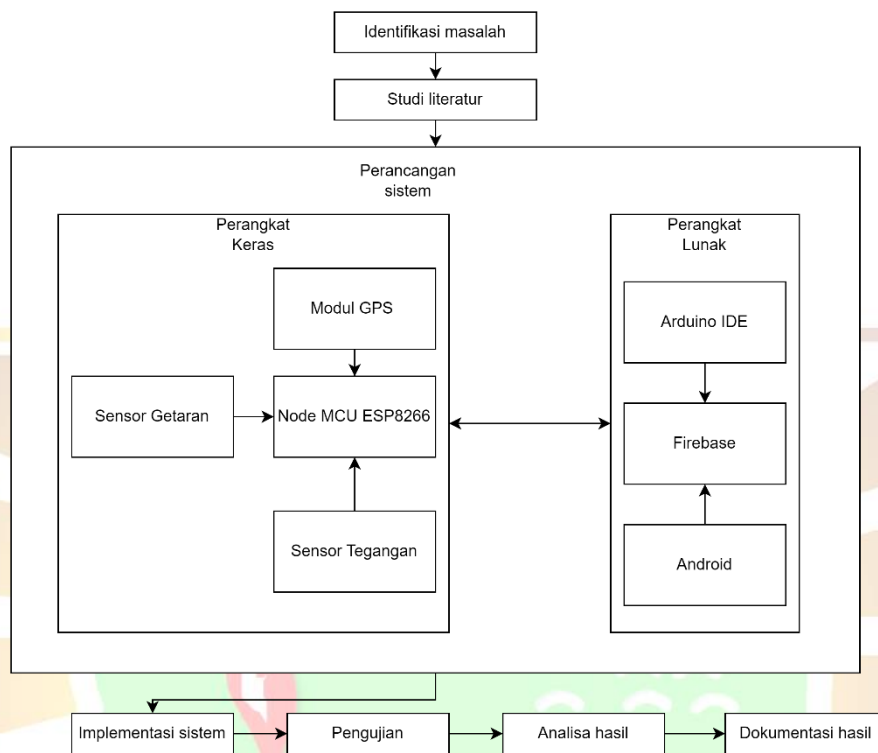 Identifikasi masalah
Studi literatur
Perancangan
sistem
Perangkat
Keras
Perangkat
Lunak
Modul GPS
Arduino IDE
Sensor Getaran
Node MCU ESP8266
Firebase
Sensor Tegangan
Android
Implementasi sistem
Pengujian
Analisa hasil
Dokumentasi hasil